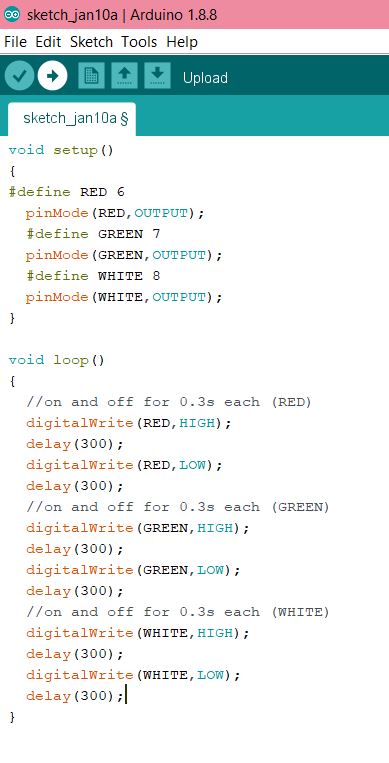 sketch_jan10a | Arduino 1.8.8
File Edit Sketch Tools Help
Upload
sketch_jan10a §
void setup()
{
#define RED 6
  pinMode(RED,OUTPUT);
  #define GREEN 7
  pinMode(GREEN,OUTPUT);
  #define WHITE 8
  pinMode(WHITE,OUTPUT);
}

void loop()
{
  //on and off for 0.3s each (RED)
  digitalWrite(RED,HIGH);
  delay(300);
  digitalWrite(RED,LOW);
  delay(300);
  //on and off for 0.3s each (GREEN)
  digitalWrite(GREEN,HIGH);
  delay(300);
  digitalWrite(GREEN,LOW);
  delay(300);
  //on and off for 0.3s each (WHITE)
  digitalWrite(WHITE,HIGH);
  delay(300);
  digitalWrite(WHITE,LOW);
  delay(300);
}